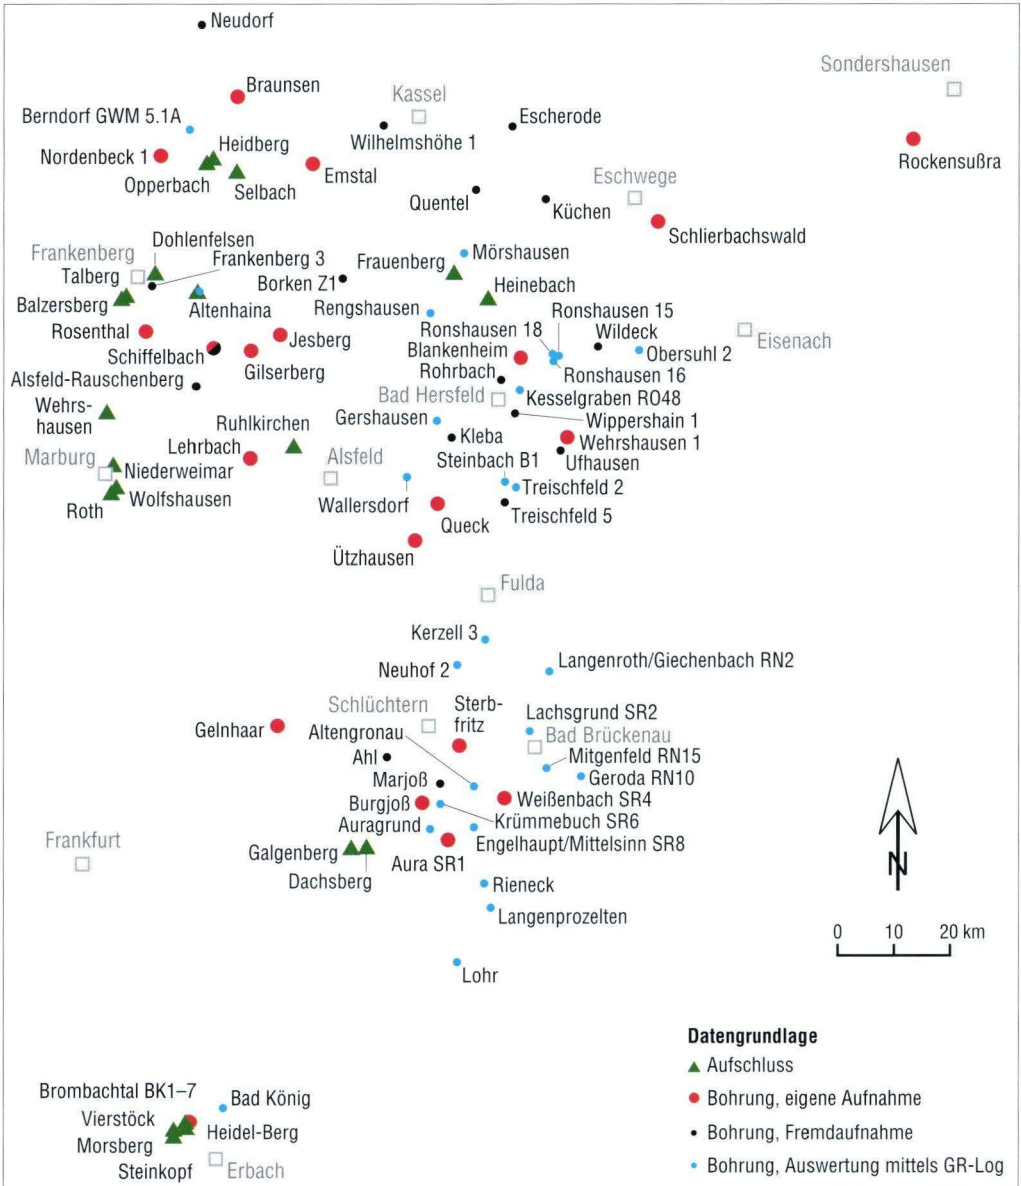 Neudorf
Sondershausen
Braunsen
Kassel
Berndorf GWM 5.1A
Escherode
Heidberg
Wilhelmshöhe 1
Nordenbeck 1
Rockensußra
Opperbach
Selbach
Emstal
Eschwege
Quentel
Küchen
Schlierbachswald
Dohlenfelsen
Frankenberg
Frankenberg 3
Mörshausen
Talberg
Frauenberg
Borken Z1
Heinebach
Balzersberg
Altenhaina
Rengshausen
Ronshausen 15
Rosenthal
Ronshausen 18
Wildeck
Jesberg
Eisenach
Schiffelbach
Blankenheim
Obersuhl 2
Gilserberg
Rohrbach
Ronshausen 16
Alsfeld-Rauschenberg
Bad Hersfeld
Kesselgraben RO48
Wehrs-
hausen
Ruhlkirchen
Gershausen
Wippershain 1
Lehrbach
Kleba
Wehrshausen 1
Marburg
Alsfeld
Steinbach B1
Ufhausen
Niederweimar
Treischfeld 2
Wolfshausen
Wallersdorf
Roth
Queck
Treischfeld 5
Ützhausen
Fulda
Kerzell 3
Neuhof 2
Langenroth/Giechenbach RN2
Schlüchtern
Sterb-
fritz
Gelnhaar
Altengronau
Lachsgrund SR2
Bad Brückenau
Ahl
Mitgenfeld RN15
Marjoß
Geroda RN10
Burgjoß
Weißenbach SR4
Auragrund
Krümmebuch SR6
Frankfurt
Engelhaupt/Mittelsinn SR8
Galgenberg
Aura SR1
Dachsberg
Rieneck
N
Langenprozelten
0 10 20 km
Lohr
Datengrundlage
Aufschluss
Brombachtal BK1–7
Bad König
Bohrung, eigene Aufnahme
Vierstöck
Heidel-Berg
Bohrung, Fremdaufnahme
Morsberg
Steinkopf
Erbach
Bohrung, Auswertung mittels GR-Log